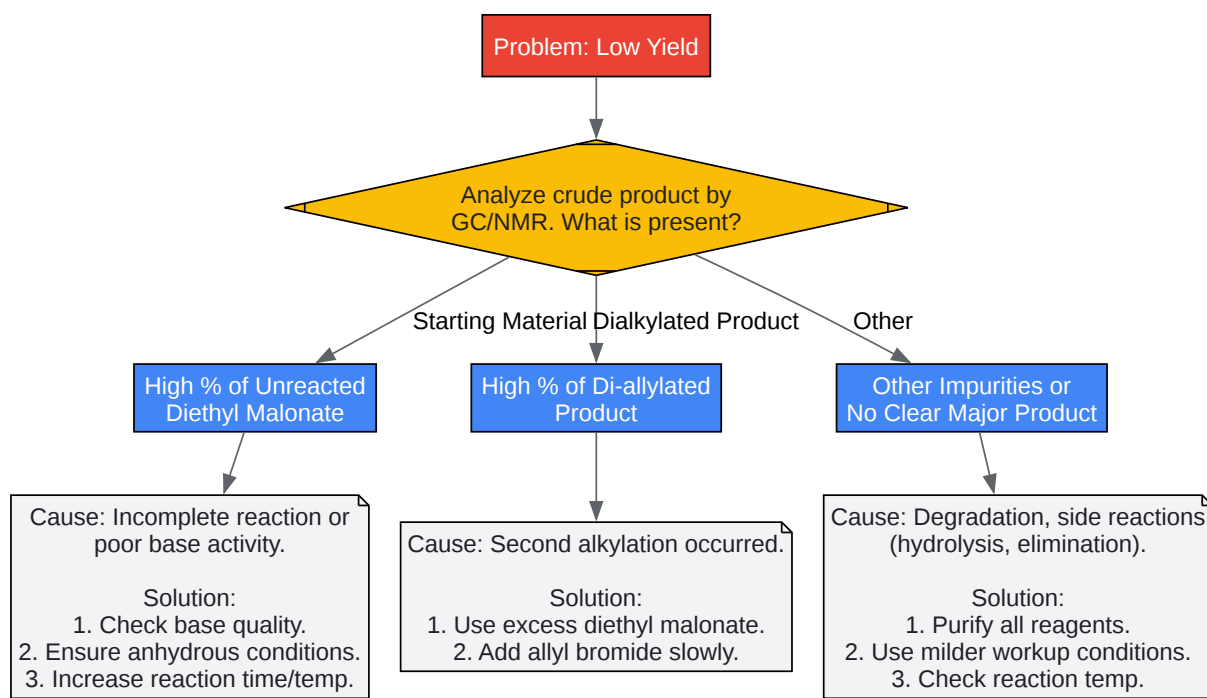 Problem: Low Yield
Analyze crude product by
GC/NMR. What is present?
Starting Material
Dialkylated Product
Other
High % of Unreacted
Diethyl Malonate
High % of Di-allylated
Product
Other Impurities or
No Clear Major Product
Cause: Incomplete reaction or
poor base activity.
Solution:
1. Check base quality.
2. Ensure anhydrous conditions.
3. Increase reaction time/temp.
Cause: Second alkylation occurred.
Solution:
1. Use excess diethyl malonate.
2. Add allyl bromide slowly.
Cause: Degradation, side reactions
(hydrolysis, elimination).
Solution:
1. Purify all reagents.
2. Use milder workup conditions.
3. Check reaction temp.